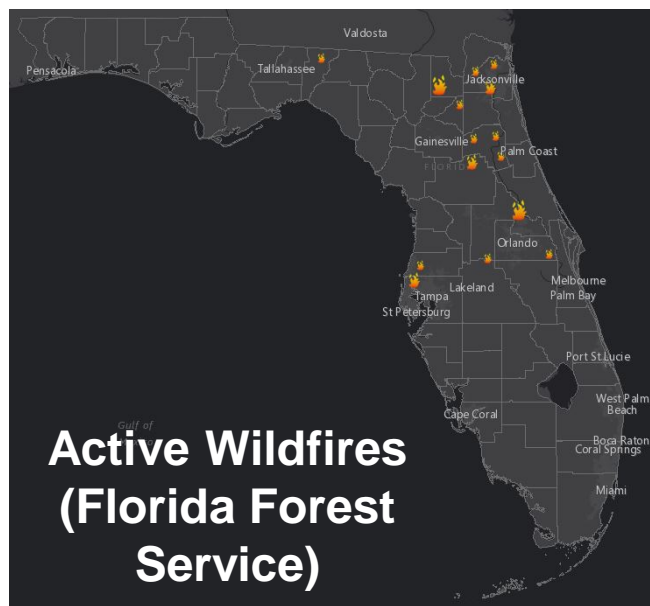 Valdosta
Pensacola
Tallahassee
Jacksonville
Gainesville
Palm Coast
FLORID
Orlando
Melbourne
Lakeland
Palm Bay
Tampa
St Petersburg
Port St Lucie
West Palm
Beach
Cape Coral
Gulf of
Boca Raton
Coral Springs
Miami
Active Wildfires
(Florida Forest
Service)